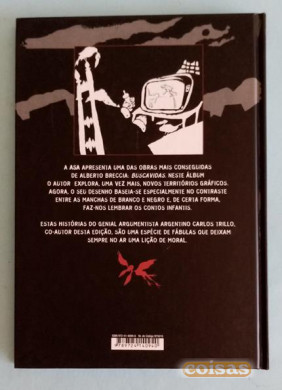 A ASA APRESENTA UMA DAS OBRAS MAIS CONSEGUIDAS
DE ALBERTO BRECCIA: BUSCAVIDAS. NESTE ÁLBUM
O AUTOR EXPLORA, UMA VEZ MAIS, NOVOS TERRITÓRIOS GRÁFICOS.
AGORA, O SEU DESENHO BASEIA-SE ESPECIALMENTE NO CONTRASTE
ENTRE AS MANCHAS DE BRANCO E NEGRO E, DE CERTA FORMA,
FAZ-NOS LEMBRAR OS CONTOS INFANTIS.
ESTAS HISTÓRIAS DO GENIAL ARGUMENTISTA ARGENTINO CARLOS TRILLO,
CO-AUTOR DESTA EDIÇÃO, SÃO UMA ESPÉCIE DE FÁBULAS QUE DEIXAM
SEMPRE NO AR UMA LIÇÃO DE MORAL.
coisas